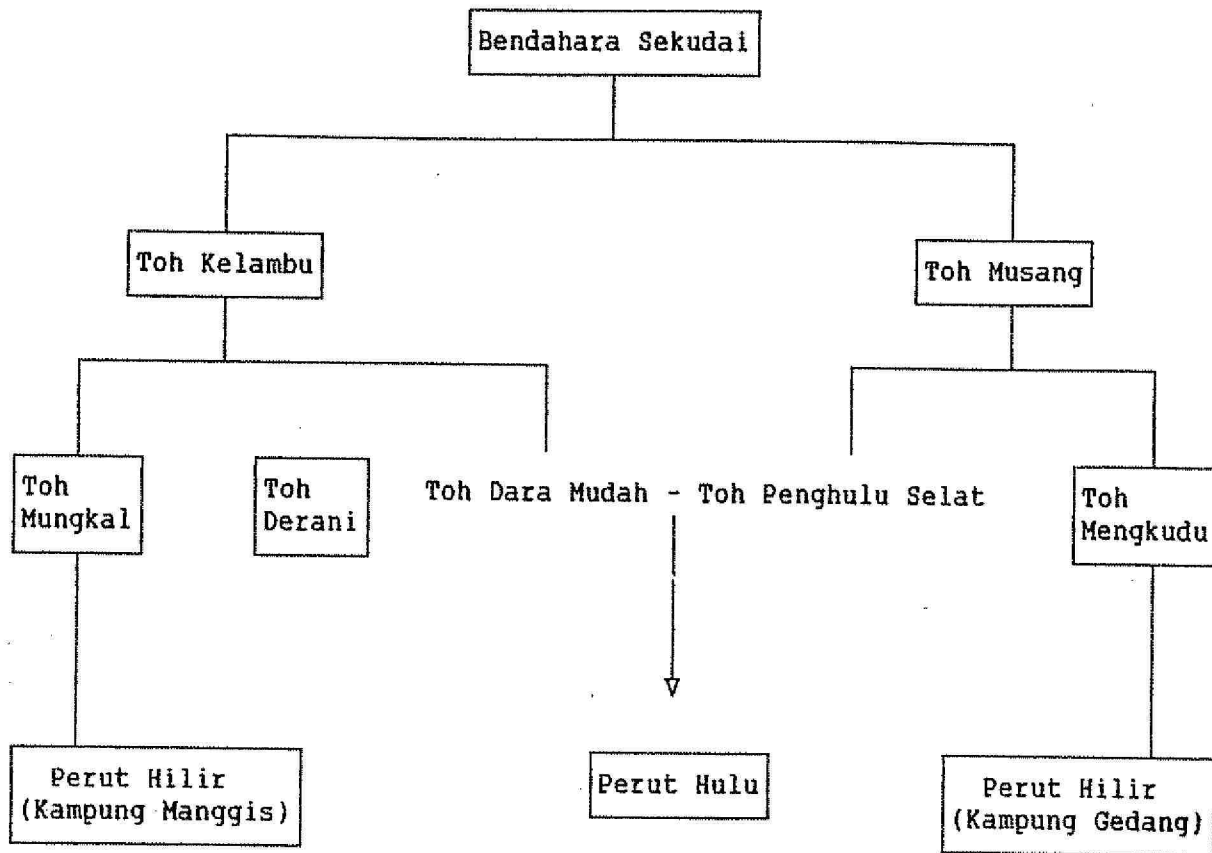 Bendahara Sekudai
Toh Kelambu
Toh Musang
Toh
Mungkal
Toh
Derani
Toh Dara Mudah - Toh Penghulu Selat
Toh
Mengkudu
Perut Hilir
(Kampung Manggis)
Perut Hulu
Perut Hilir
(Kampung Gedang)